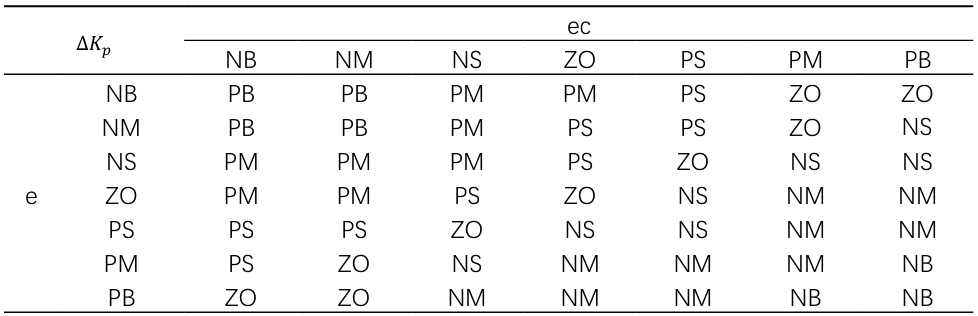 ΔKₚ ec
NB NM NS ZO PS PM PB
NB PB PB PM PM PS ZO ZO
NM PB PB PM PS PS ZO NS
NS PM PM PM PS ZO NS NS
e ZO PM PM PS ZO NS NM NM
PS PS PS ZO NS NS NM NM
PM PS ZO NS NM NM NM NB
PB ZO ZO NM NM NM NB NB